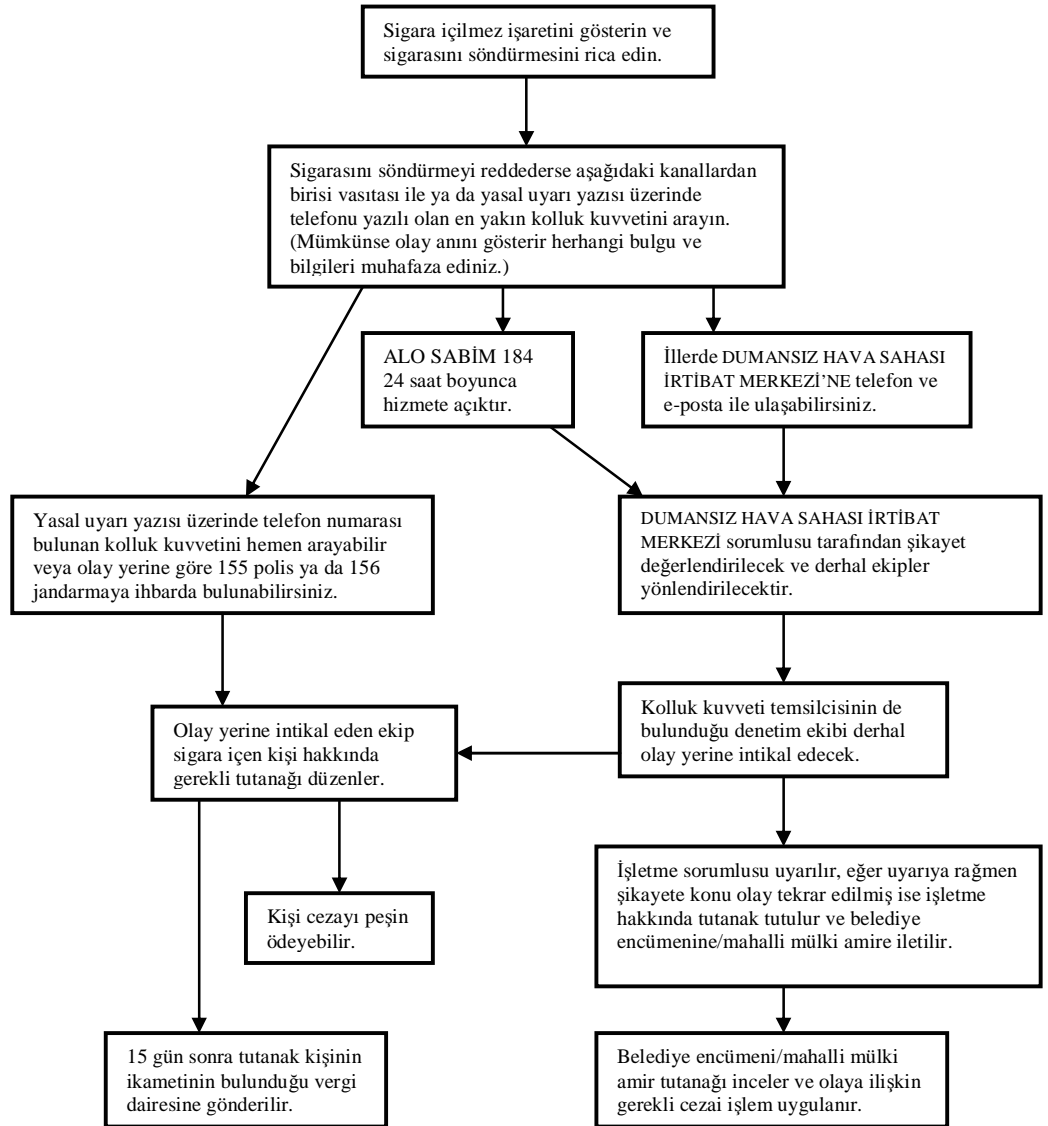 Sigara içilmez işaretini gösterin ve
sigarasını söndürmesini rica edin.
Sigarasını söndürmeyi reddederse aşağıdaki kanallardan
birisi vasıtası ile ya da yasal uyarı yazısı üzerinde
telefonu yazılı olan en yakın kolluk kuvvetini arayın.
(Mümkünse olay anını gösterir herhangi bulgu ve
bilgileri muhafaza ediniz.)
ALO SABİM 184
24 saat boyunca
hizmete açıktır.
İllerde DUMANSIZ HAVA SAHASI
İRTİBAT MERKEZİ’NE telefon ve
e-posta ile ulaşabilirsiniz.
Yasal uyarı yazısı üzerinde telefon numarası
bulunan kolluk kuvvetini hemen arayabilir
veya olay yerine göre 155 polis ya da 156
jandarmaya ihbarda bulunabilirsiniz.
DUMANSIZ HAVA SAHASI İRTİBAT
MERKEZİ sorumlusu tarafından şikayet
değerlendirilecek ve derhal ekipler
yönlendirilecektir.
Olay yerine intikal eden ekip
sigara içen kişi hakkında
gerekli tutanağı düzenler.
Kolluk kuvveti temsilcisinin de
bulunduğu denetim ekibi derhal
olay yerine intikal edecek.
Kişi cezayı peşin
ödeyebilir.
İşletme sorumlusu uyarılır, eğer uyarıya rağmen
şikayete konu olay tekrar edilmiş ise işletme
hakkında tutanak tutulur ve belediye
encümenine/mahalli mülki amire iletilir.
15 gün sonra tutanak kişinin
ikametinin bulunduğu vergi
dairesine gönderilir.
Belediye encümeni/mahalli mülki
amir tutanağı inceler ve olaya ilişkin
gerekli cezai işlem uygulanır.